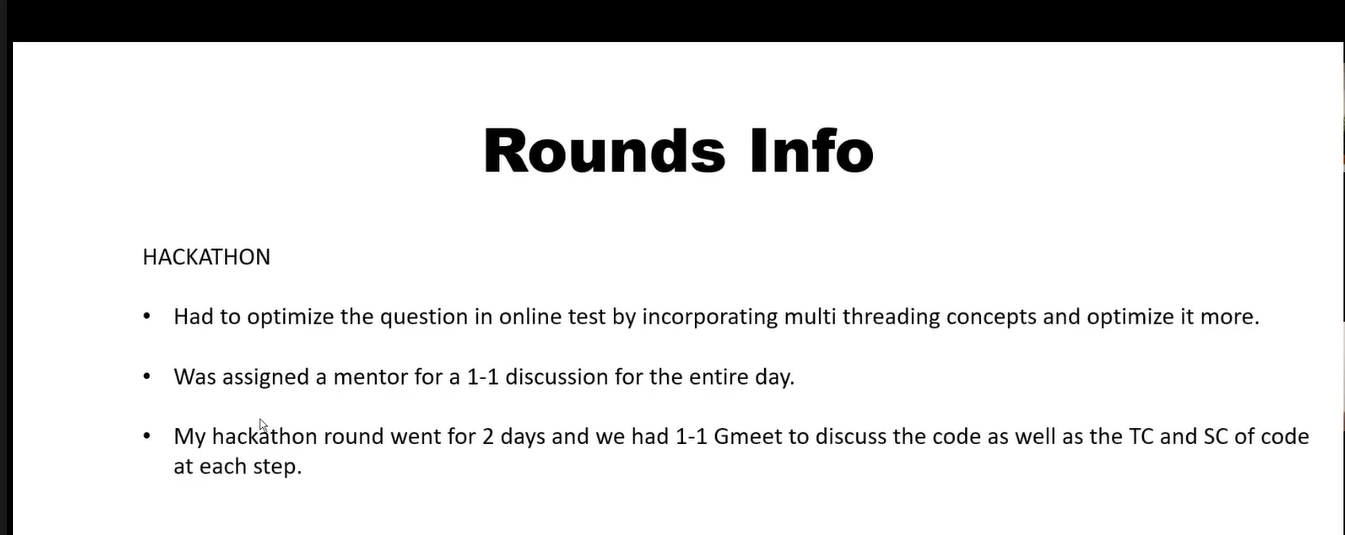 Rounds Info
HACKATHON
• Had to optimize the question in online test by incorporating multi threading concepts and optimize it more.
• Was assigned a mentor for a 1-1 discussion for the entire day.
• My hackathon round went for 2 days and we had 1-1 Gmeet to discuss the code as well as the TC and SC of code
at each step.